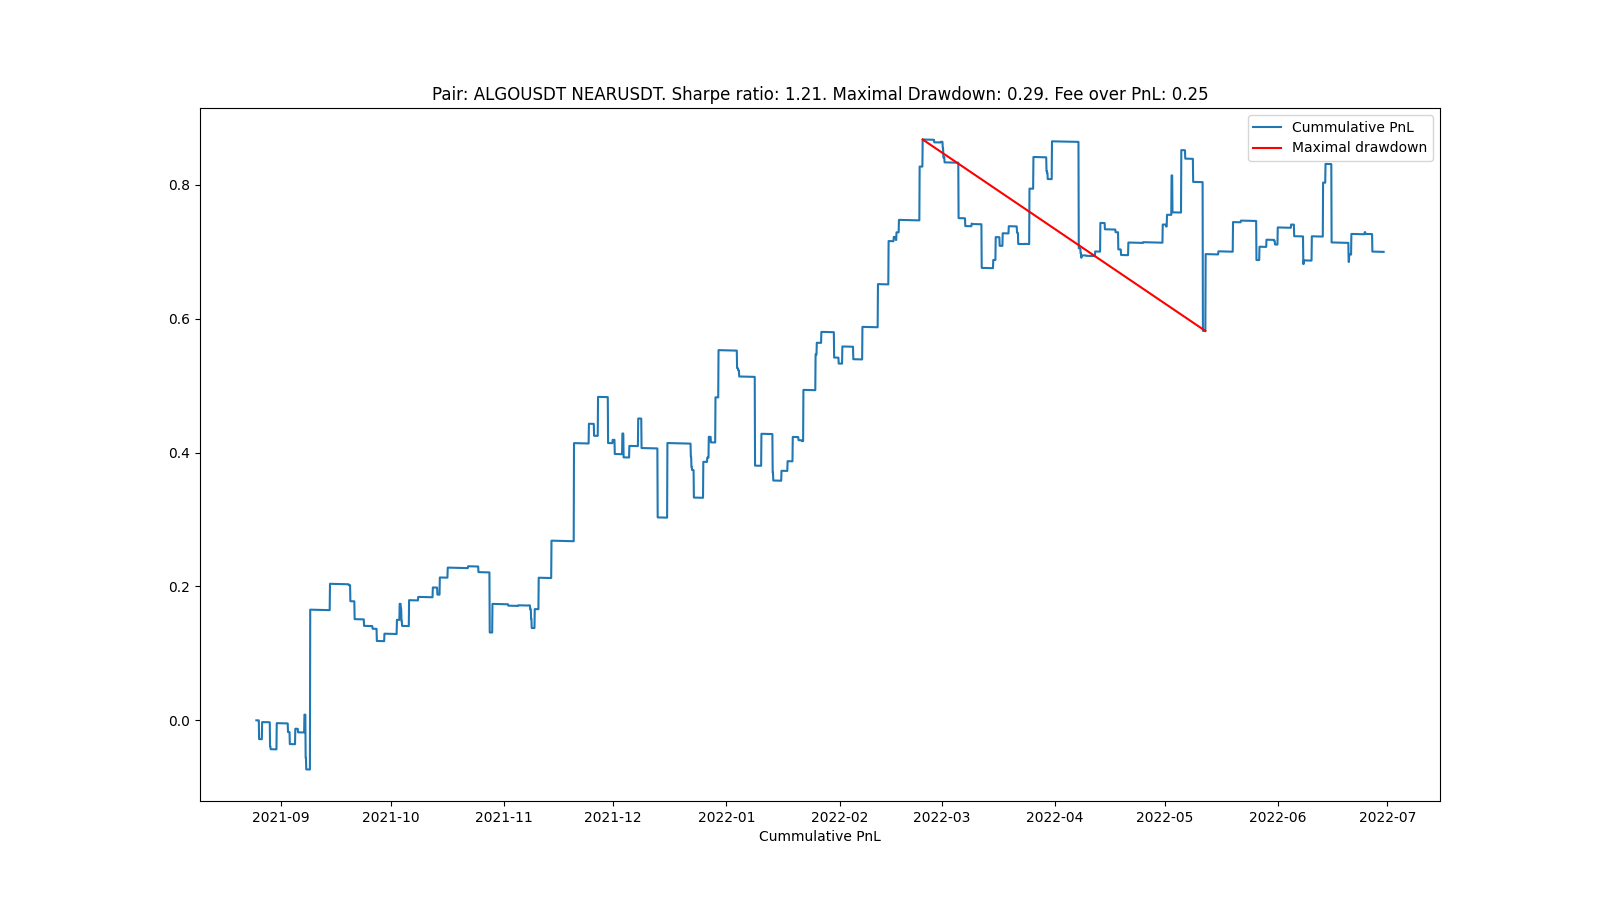 Pair: ALGOUSDT NEARUSDT. Sharpe ratio: 1.21. Maximal Drawdown: 0.29. Fee over PnL: 0.25
Cummulative PnL
Maximal drawdown
0.8
0.6
0.4
0.2
0.0
2021-09 2021-10 2021-11 2021-12 2022-01 2022-02 2022-03 2022-04 2022-05 2022-06 2022-07
Cummulative PnL